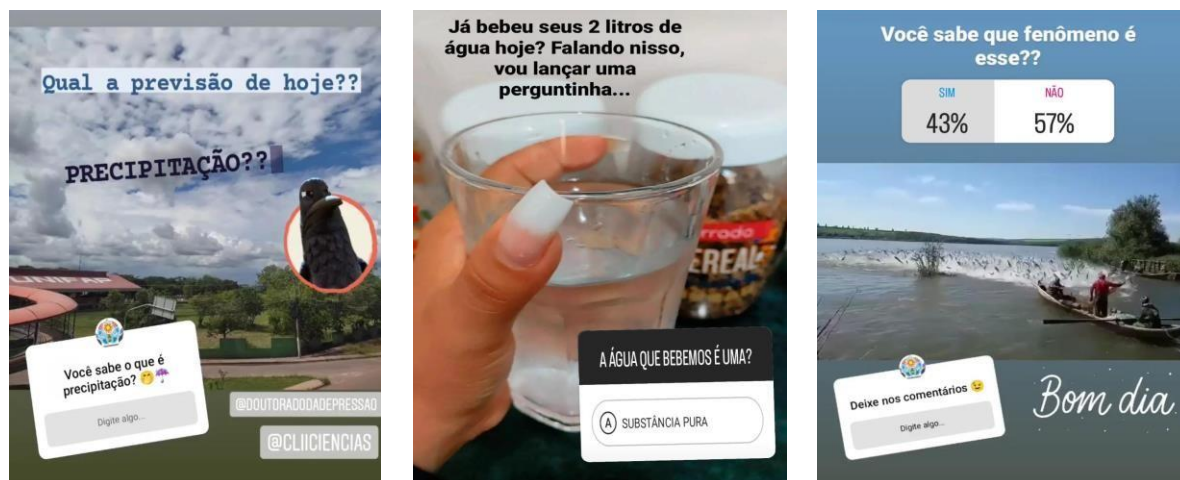 Qual a previsão de hoje??
PRECIPITAÇÃO??
UNIFAP
Você sabe o que é
precipitação? 🤭☔
Digite algo...
@DOUTORADODADEPRESSAO
@CLIICIENCIAS
Já bebeu seus 2 litros de
água hoje? Falando nisso,
vou lançar uma
perguntinha...
CEREAL
A ÁGUA QUE BEBEMOS É UMA?
A SUBSTÂNCIA PURA
Você sabe que fenômeno é
esse??
SIM NÃO
43% 57%
Deixe nos comentários 😉
Digite algo...
Bom dia